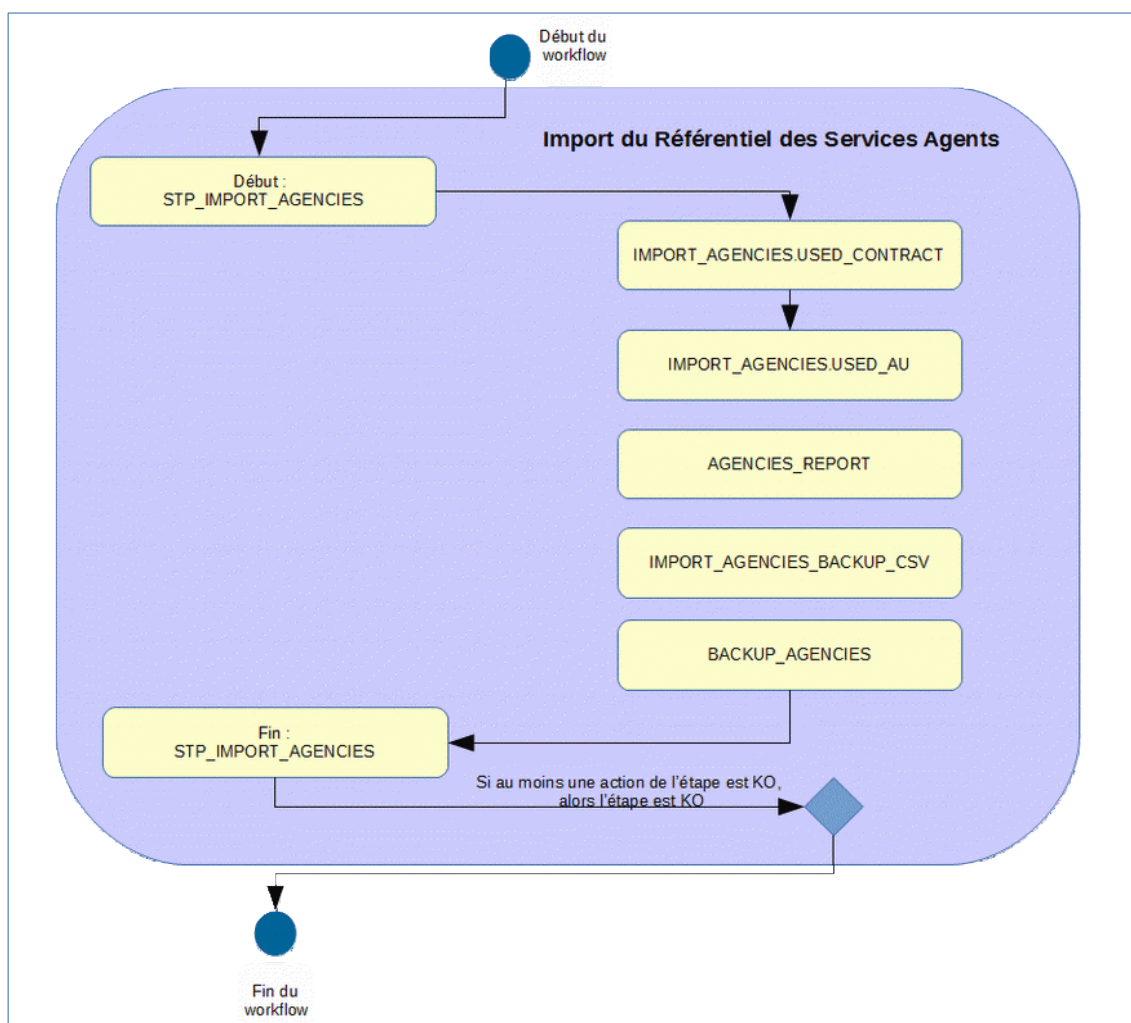 Début du
workflow
Import du Référentiel des Services Agents
Début :
STP_IMPORT_AGENCIES
IMPORT_AGENCIES.USED_CONTRACT
IMPORT_AGENCIES.USED_AU
AGENCIES_REPORT
IMPORT_AGENCIES_BACKUP_CSV
BACKUP_AGENCIES
Fin :
STP_IMPORT_AGENCIES
Si au moins une action de l'étape est KO,
alors l'étape est KO
Fin du
workflow